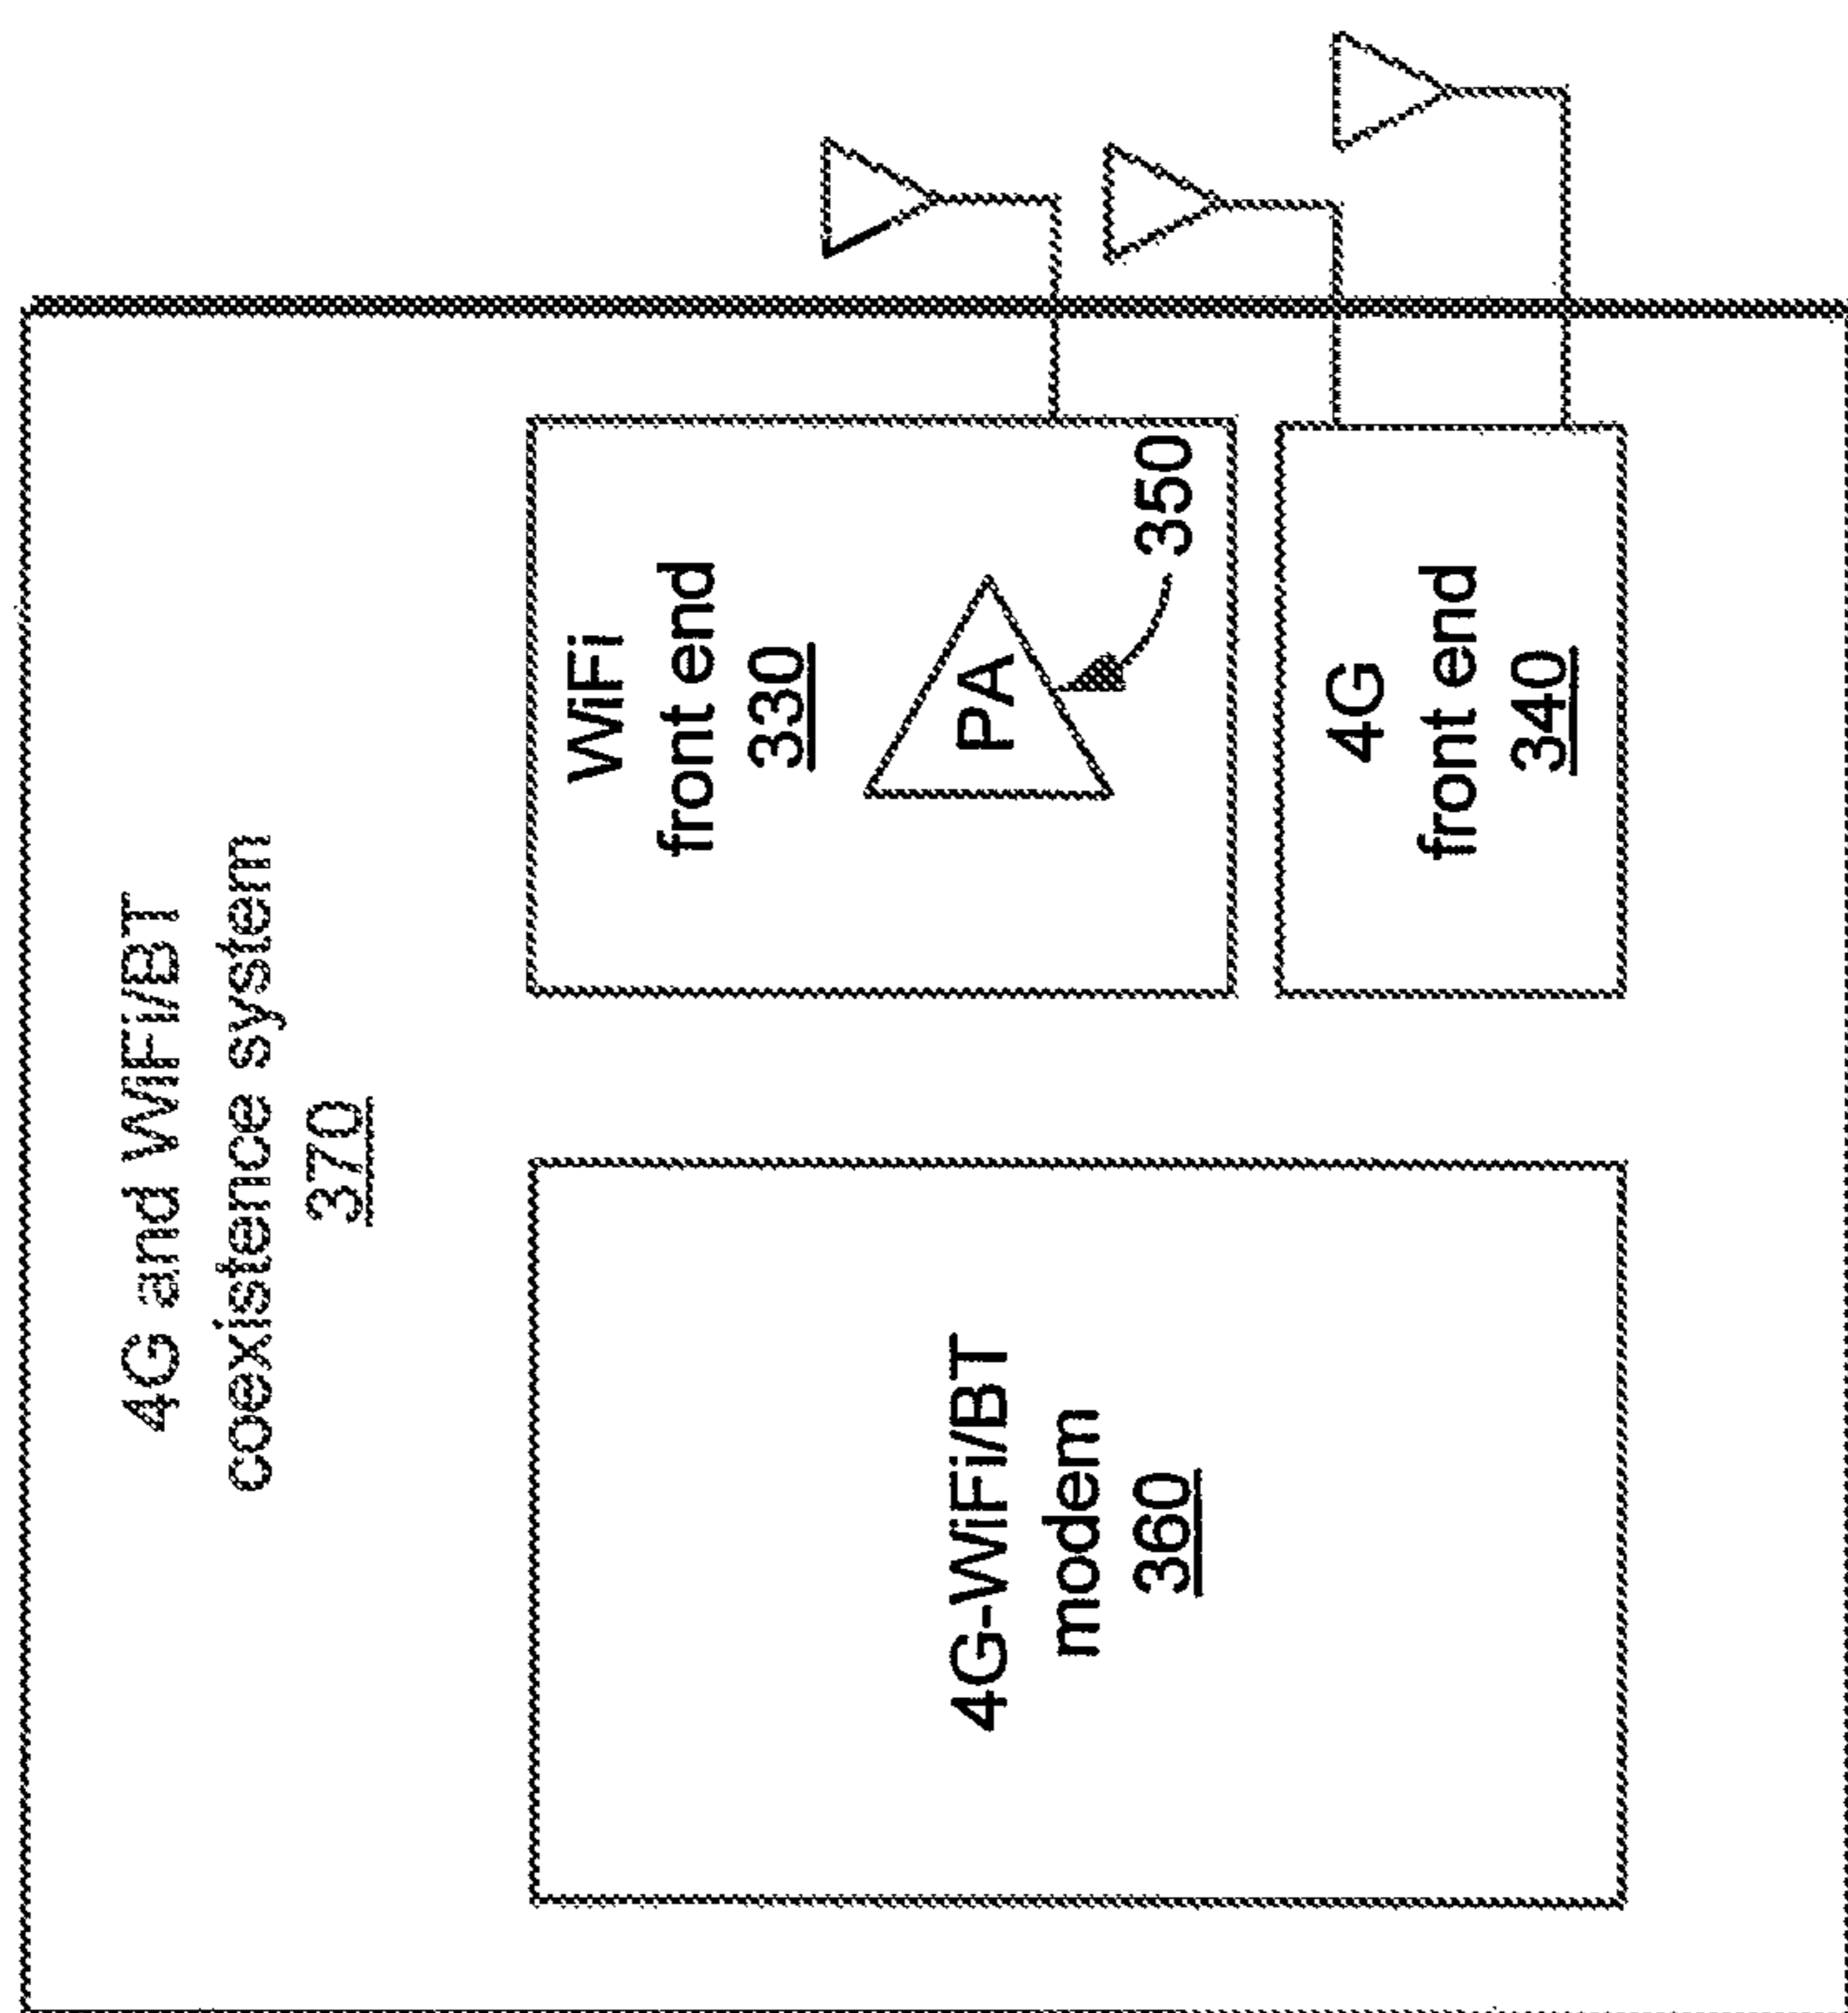 4G and WiFi/BT
coexistence system
370
4G-WiFi/BT
modem
360
WiFi
front end
330
PA
350
4G
front end
340